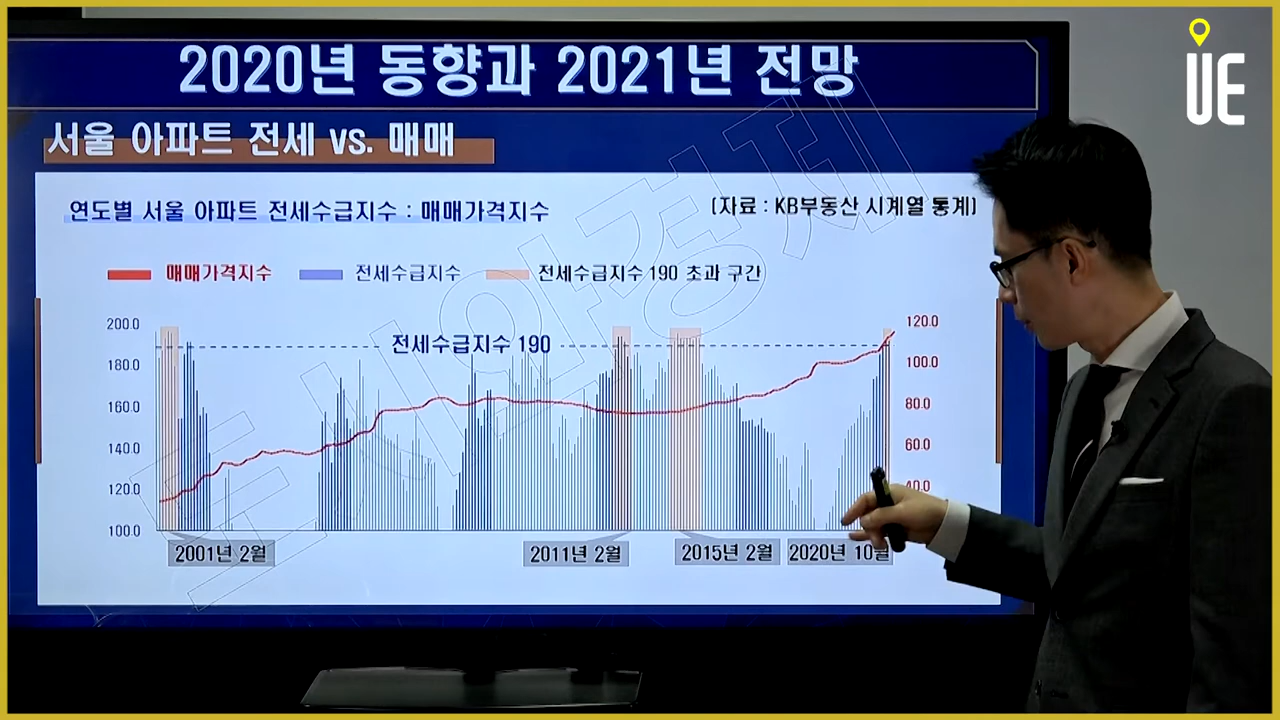 2020년 동향과 2021년 전망
UE
서울 아파트 전세 vs. 매매
연도별 서울 아파트 전세수급지수 : 매매가격지수
(자료 : KB부동산 시계열 통계)
매매가격지수 전세수급지수 전세수급지수 190 초과 구간
200.0 120.0
전세수급지수 190
180.0 100.0
160.0 80.0
140.0 60.0
120.0 40.0
100.0
2001년 2월 2011년 2월 2015년 2월 2020년 10월
도시와경제